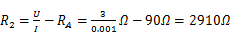 R₂ = U/I − R_A = 3/0.001 Ω − 90Ω = 2910Ω